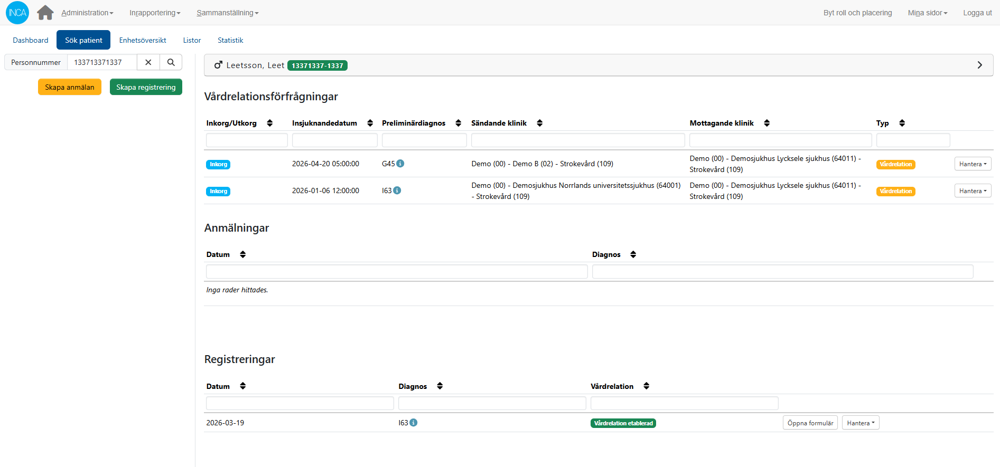 INCA Administration Inrapportering Sammanställning Byt roll och placering Mina sidor Logga ut
Dashboard Sök patient Enhetsöversikt Listor Statistik
Personnummer 133713371337
Skapa anmälan Skapa registrering
Leetsson, Leet 13371337-1337
Vårdrelationsförfrågningar
Inkorg/Utkorg Insjuknandedatum Preliminärdiagnos Sändande klinik Mottagande klinik Typ
Inkorg 2026-04-20 05:00:00 G45 Demo (00) - Demo B (02) - Strokevård (109) Demo (00) - Demosjukhus Lycksele sjukhus (64011) -
Strokevård (109) Vårdrelation Hantera
Inkorg 2026-01-06 12:00:00 I63 Demo (00) - Demosjukhus Norrlands universitetssjukhus (64001)
- Strokevård (109) Demo (00) - Demosjukhus Lycksele sjukhus (64011) -
Strokevård (109) Vårdrelation Hantera
Anmälningar
Datum Diagnos
Inga rader hittades.
Registreringar
Datum Diagnos Vårdrelation
2026-03-19 I63 Vårdrelation etablerad Öppna formulär Hantera